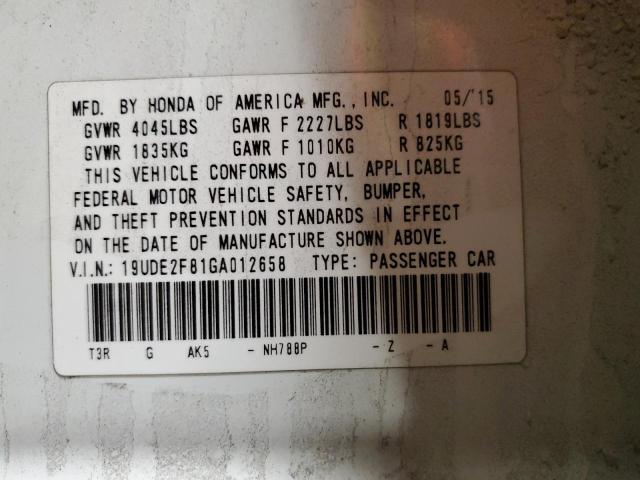 MFD. BY HONDA OF AMERICA MFG., INC. 05/'15
GVWR 4045LBS GAWR F 2227LBS R 1819LBS
GVWR 1835KG GAWR F 1010KG R 825KG
THIS VEHICLE CONFORMS TO ALL APPLICABLE
FEDERAL MOTOR VEHICLE SAFETY, BUMPER,
AND THEFT PREVENTION STANDARDS IN EFFECT
ON THE DATE OF MANUFACTURE SHOWN ABOVE.
V.I.N.: 19UDE2F81GA012658 TYPE: PASSENGER CAR
T3R G AK5 - NH788P - Z - A